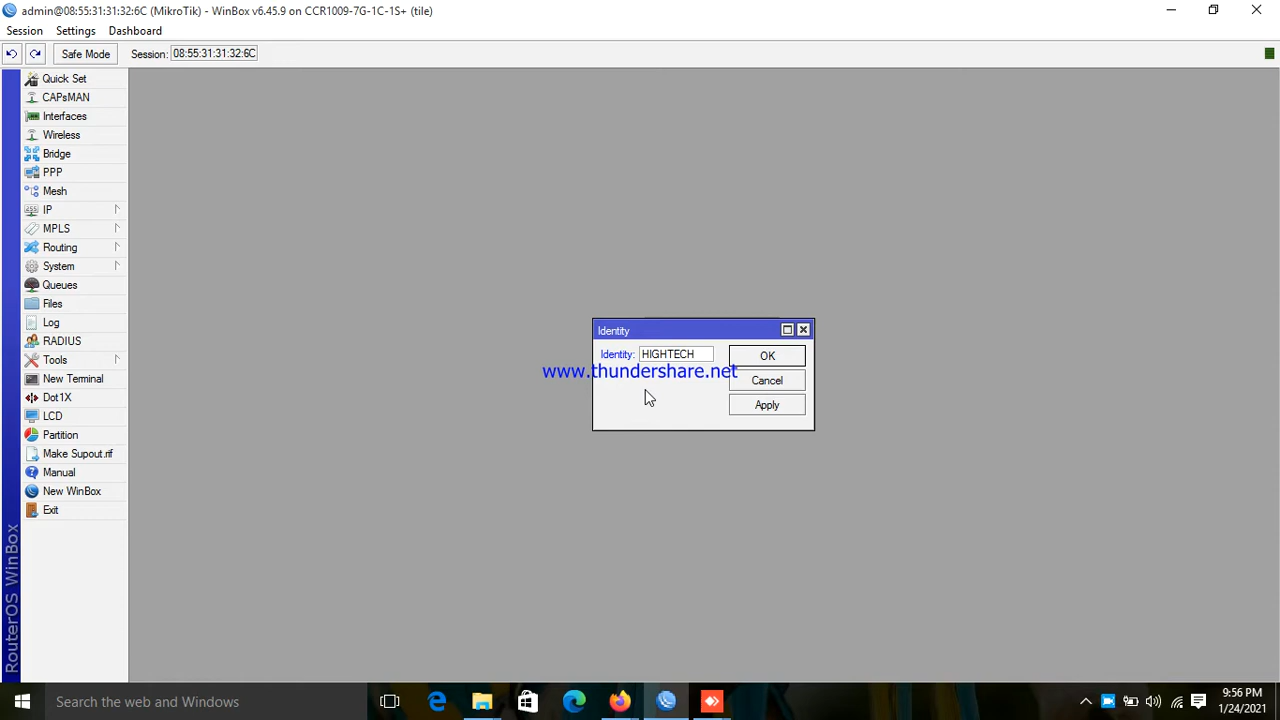 admin@08:55:31:31:32:6C (MikroTik) - WinBox v6.45.9 on CCR1009-7G-1C-1S+ (tile)
Session Settings Dashboard
Safe Mode Session: 08:55:31:31:32:6C
Quick Set
CAPsMAN
Interfaces
Wireless
Bridge
PPP
Mesh
IP
MPLS
Routing
System
Queues
Files
Log
RADIUS
Tools
New Terminal
Dot1X
LCD
Partition
Make Supout.rif
Manual
New WinBox
Exit
RouterOS WinBox
Identity
Identity: HIGHTECH
OK
www.thundershare.net
Cancel
Apply
Search the web and Windows
9:56 PM
1/24/2021